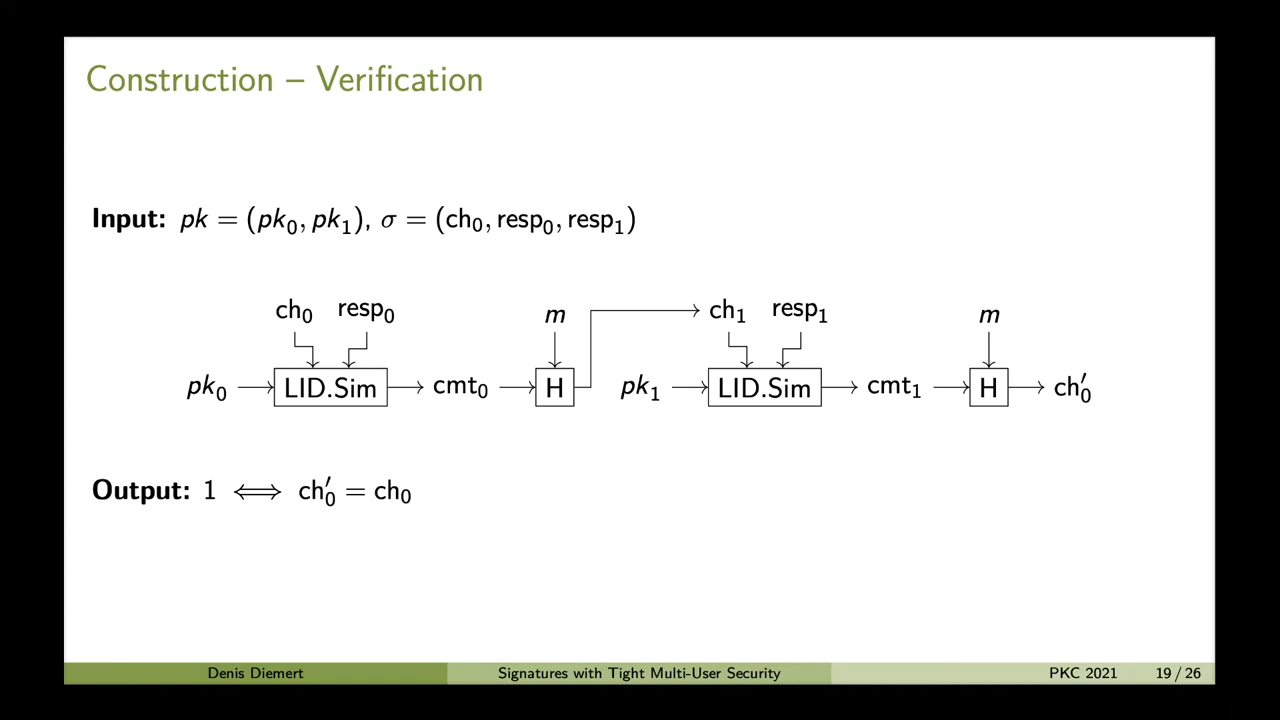 Construction – Verification
Input: pk = (pk₀, pk₁), σ = (ch₀, resp₀, resp₁)
ch₀ resp₀ m ch₁ resp₁ m
pk₀ LID.Sim cmt₀ H pk₁ LID.Sim cmt₁ H ch′₀
Output: 1 ⟺ ch′₀ = ch₀
Denis Diemert Signatures with Tight Multi-User Security PKC 2021 19 / 26